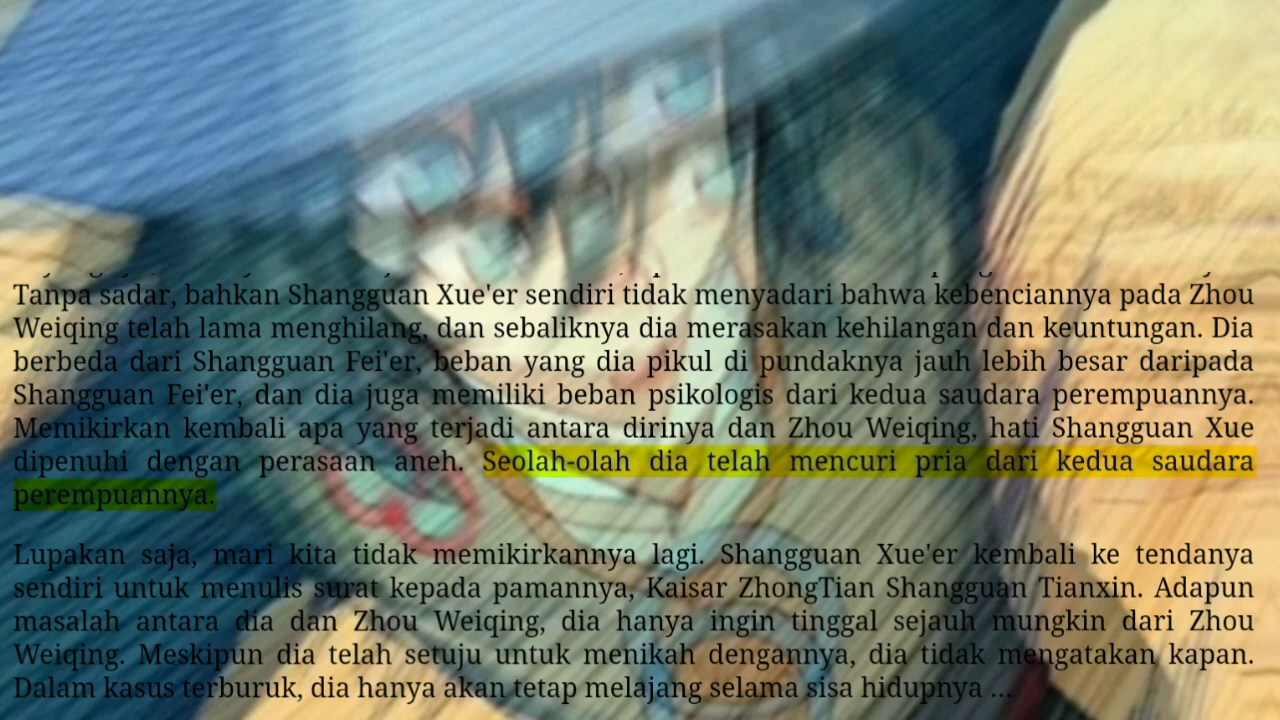 Tanpa sadar, bahkan Shangguan Xue'er sendiri tidak menyadari bahwa kebenciannya pada Zhou
Weiqing telah lama menghilang, dan sebaliknya dia merasakan kehilangan dan keuntungan. Dia
berbeda dari Shangguan Fei'er, beban yang dia pikul di pundaknya jauh lebih besar daripada
Shangguan Fei'er, dan dia juga memiliki beban psikologis dari kedua saudara perempuannya.
Memikirkan kembali apa yang terjadi antara dirinya dan Zhou Weiqing, hati Shangguan Xue
dipenuhi dengan perasaan aneh. Seolah-olah dia telah mencuri pria dari kedua saudara
perempuannya.
Lupakan saja, mari kita tidak memikirkannya lagi. Shangguan Xue'er kembali ke tendanya
sendiri untuk menulis surat kepada pamannya, Kaisar ZhongTian Shangguan Tianxin. Adapun
masalah antara dia dan Zhou Weiqing, dia hanya ingin tinggal sejauh mungkin dari Zhou
Weiqing. Meskipun dia telah setuju untuk menikah dengannya, dia tidak mengatakan kapan.
Dalam kasus terburuk, dia hanya akan tetap melajang selama sisa hidupnya ...